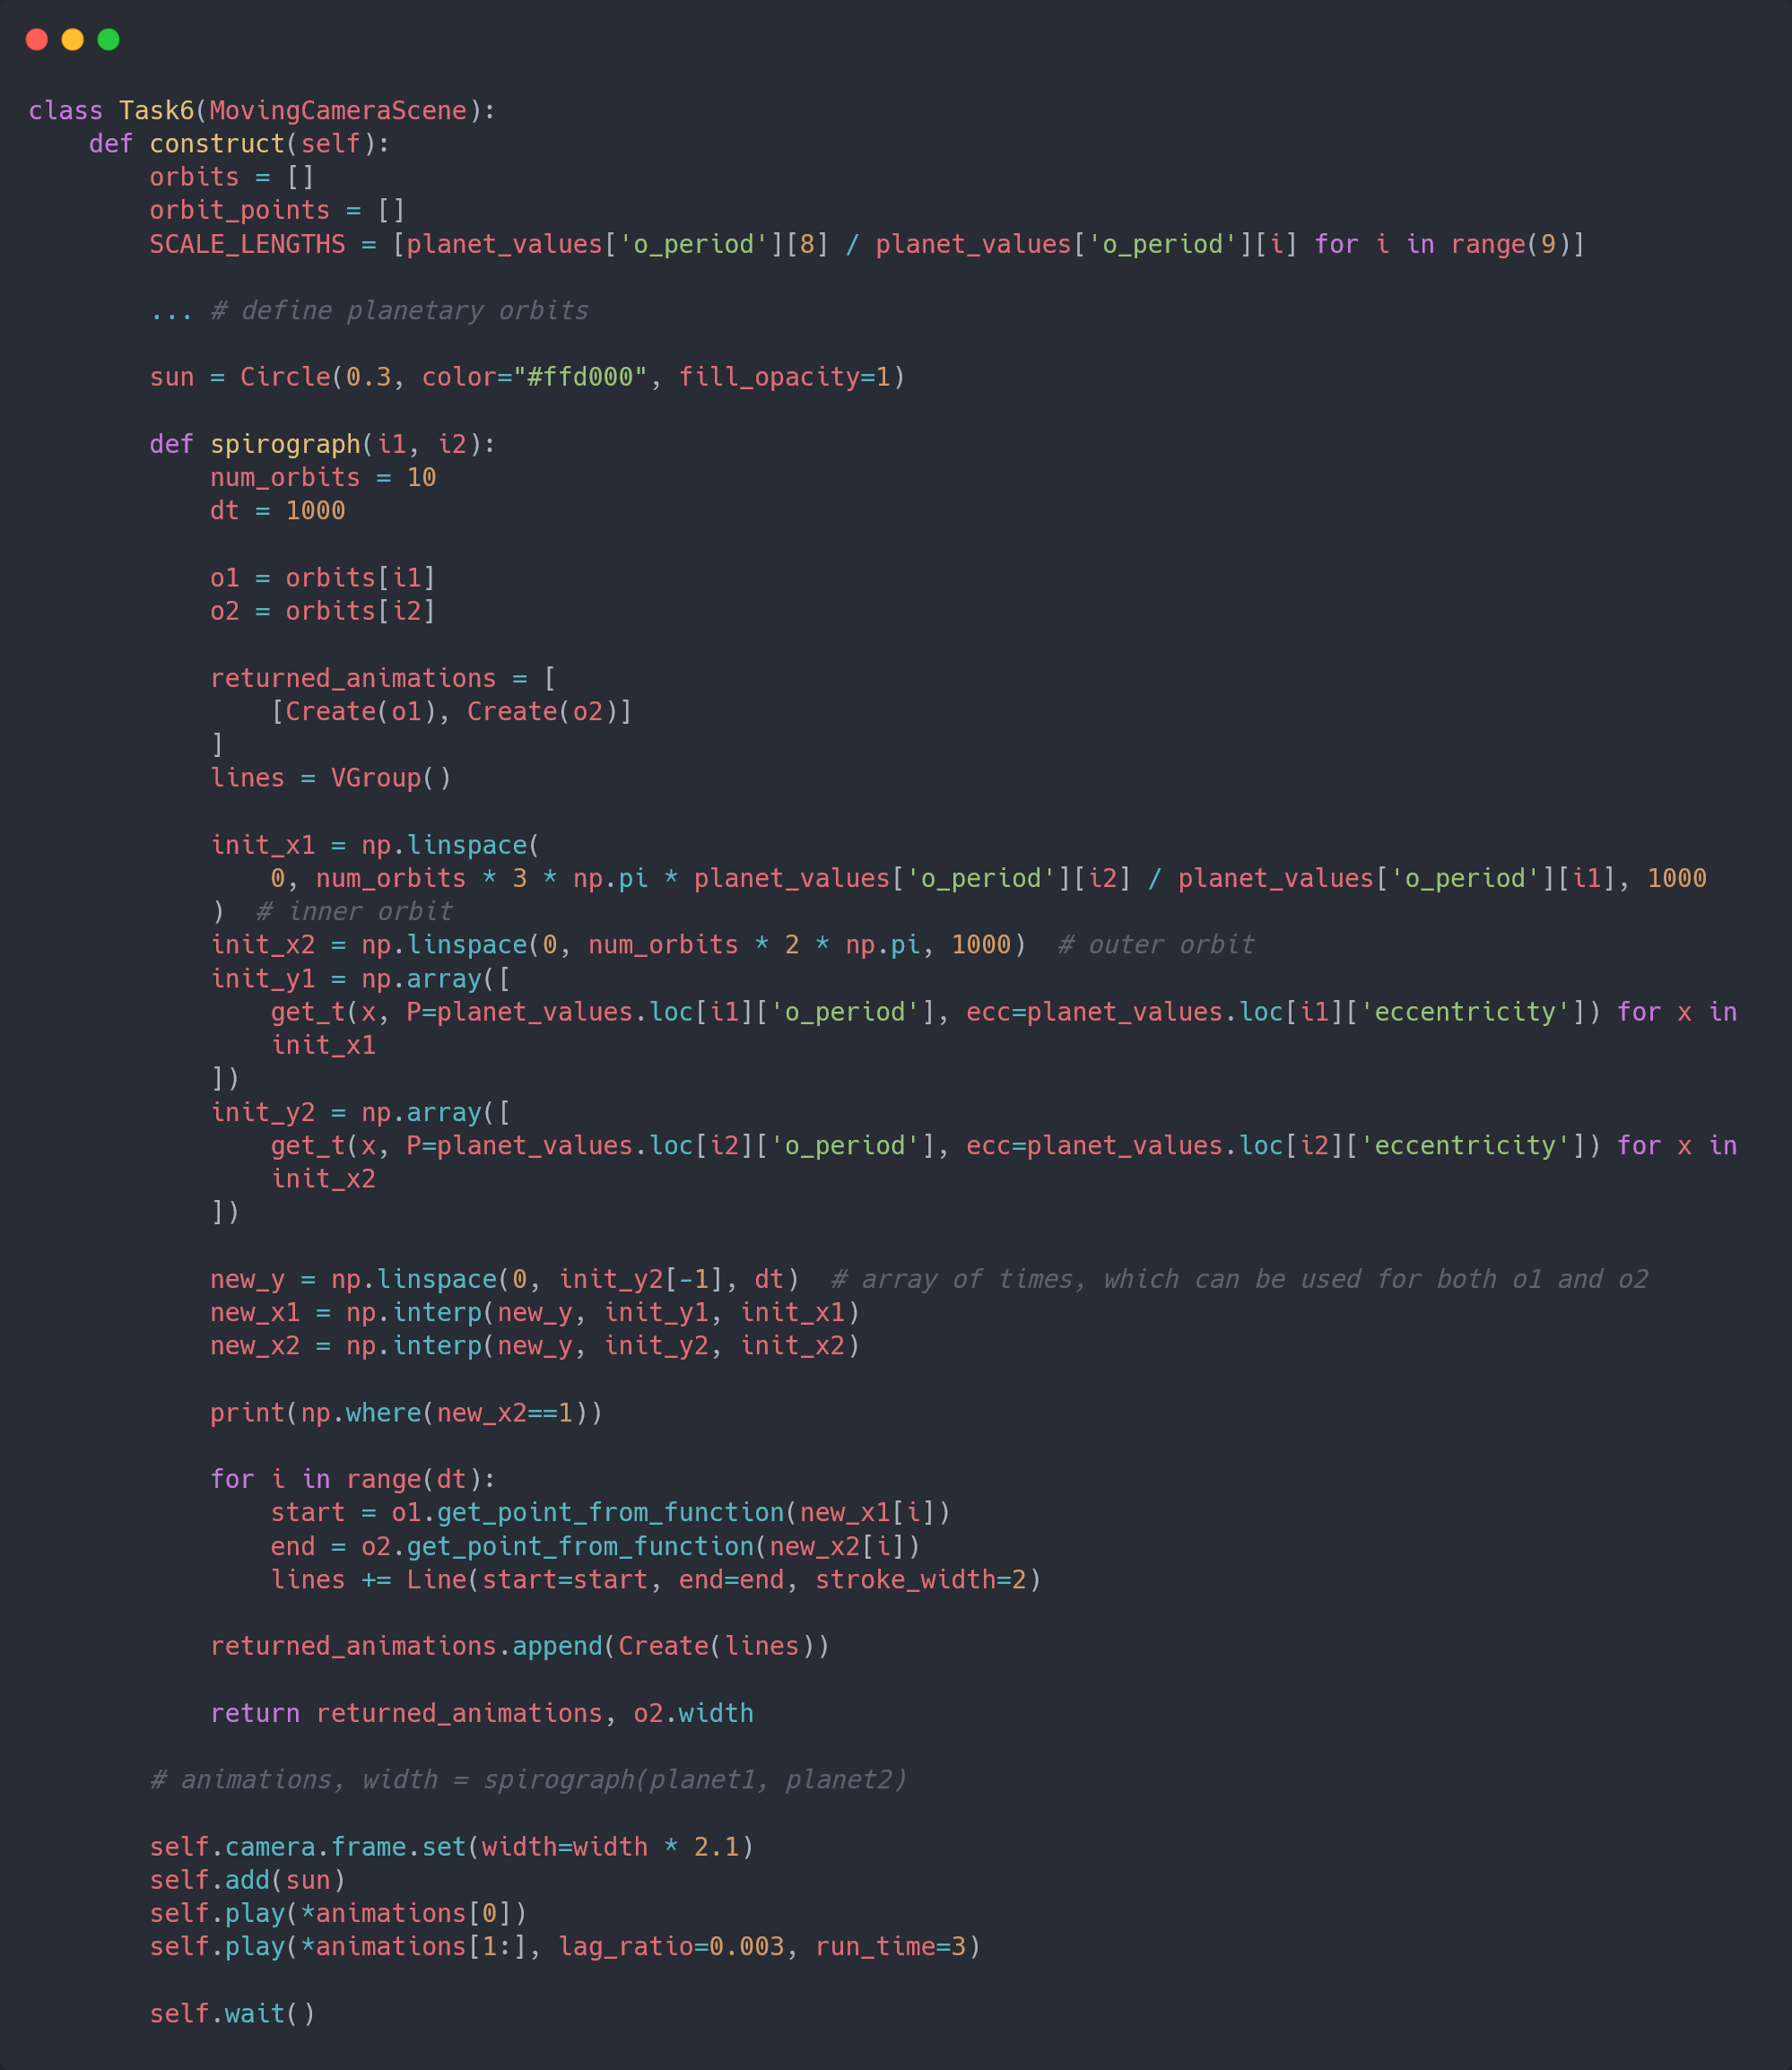 class Task6(MovingCameraScene):
    def construct(self):
        orbits = []
        orbit_points = []
        SCALE_LENGTHS = [planet_values['o_period'][8] / planet_values['o_period'][i] for i in range(9)]

        ... # define planetary orbits

        sun = Circle(0.3, color="#ffd000", fill_opacity=1)

        def spirograph(i1, i2):
            num_orbits = 10
            dt = 1000

            o1 = orbits[i1]
            o2 = orbits[i2]

            returned_animations = [
                [Create(o1), Create(o2)]
            ]
            lines = VGroup()

            init_x1 = np.linspace(
                0, num_orbits * 3 * np.pi * planet_values['o_period'][i2] / planet_values['o_period'][i1], 1000
            )  # inner orbit
            init_x2 = np.linspace(0, num_orbits * 2 * np.pi, 1000)  # outer orbit
            init_y1 = np.array([
                get_t(x, P=planet_values.loc[i1]['o_period'], ecc=planet_values.loc[i1]['eccentricity']) for x in
                init_x1
            ])
            init_y2 = np.array([
                get_t(x, P=planet_values.loc[i2]['o_period'], ecc=planet_values.loc[i2]['eccentricity']) for x in
                init_x2
            ])

            new_y = np.linspace(0, init_y2[-1], dt)  # array of times, which can be used for both o1 and o2
            new_x1 = np.interp(new_y, init_y1, init_x1)
            new_x2 = np.interp(new_y, init_y2, init_x2)

            print(np.where(new_x2==1))

            for i in range(dt):
                start = o1.get_point_from_function(new_x1[i])
                end = o2.get_point_from_function(new_x2[i])
                lines += Line(start=start, end=end, stroke_width=2)

            returned_animations.append(Create(lines))

            return returned_animations, o2.width

        # animations, width = spirograph(planet1, planet2)

        self.camera.frame.set(width=width * 2.1)
        self.add(sun)
        self.play(*animations[0])
        self.play(*animations[1:], lag_ratio=0.003, run_time=3)

        self.wait()